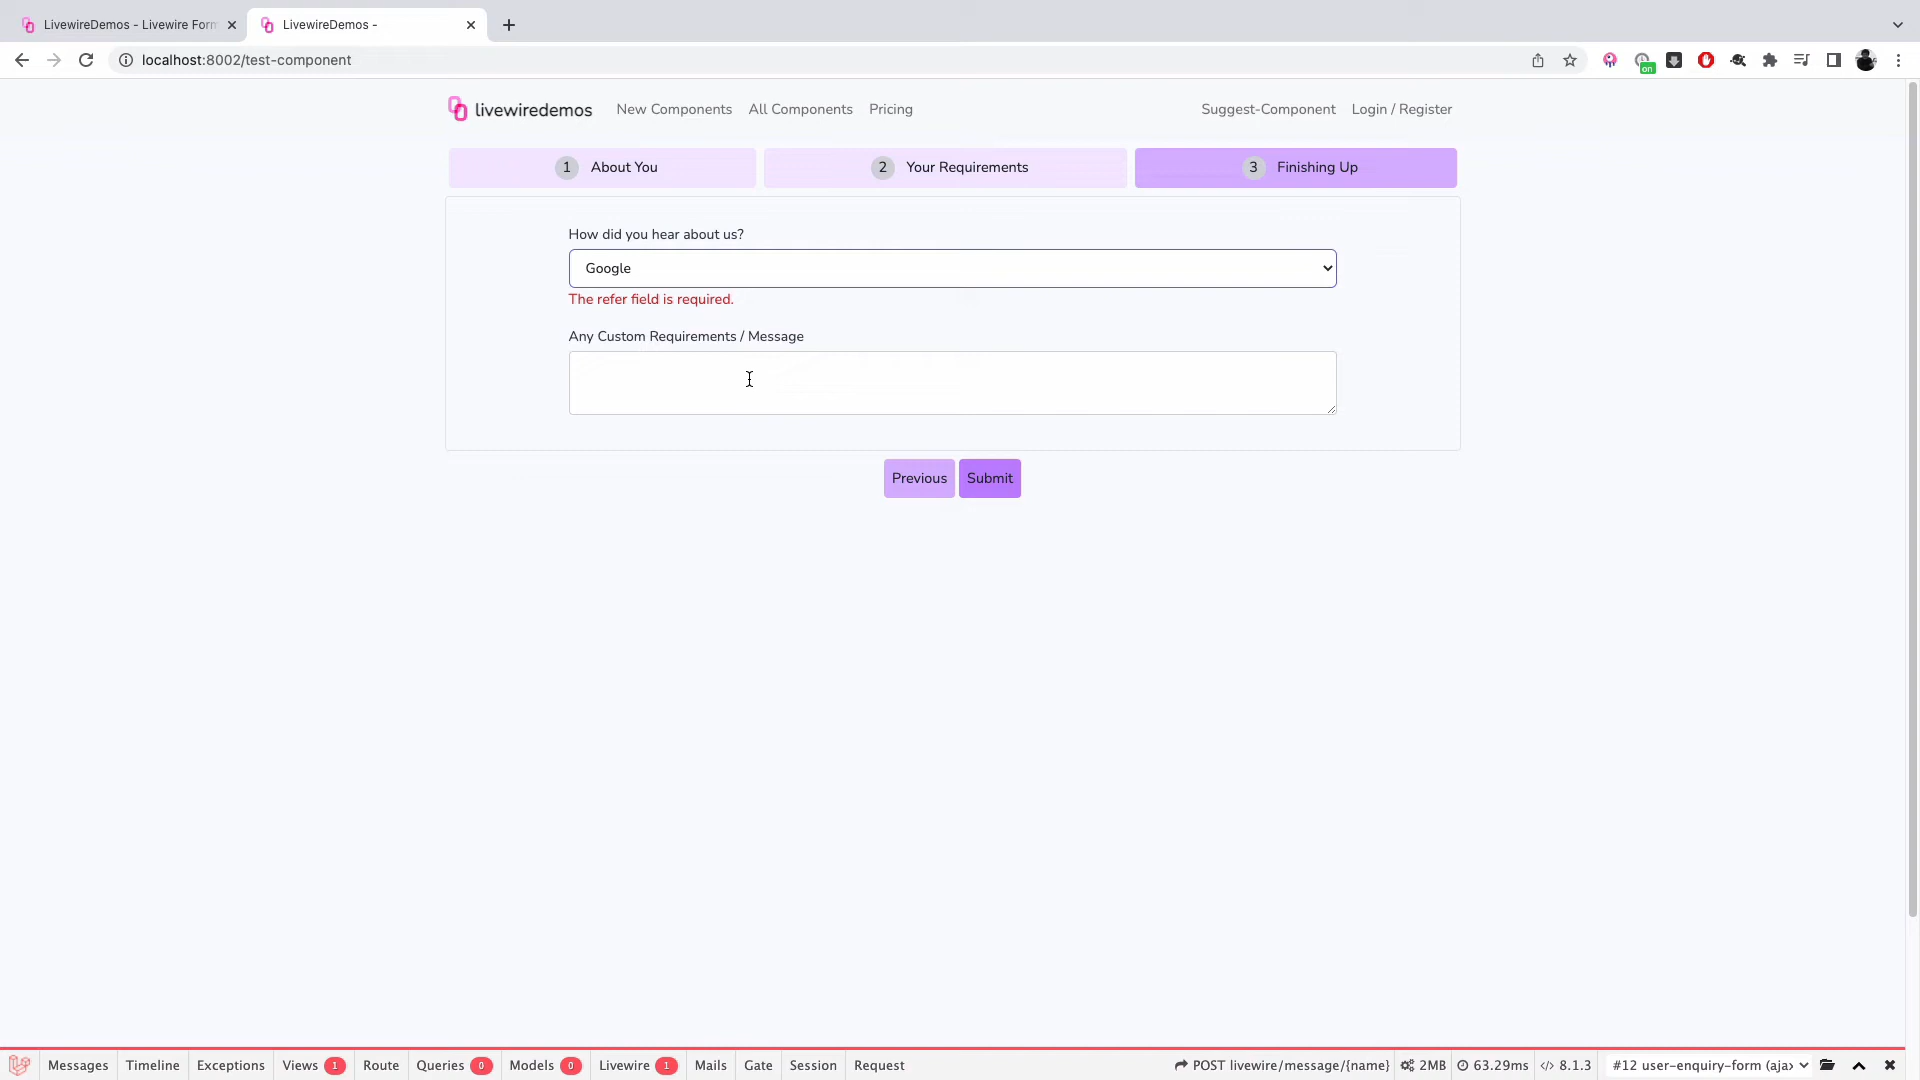 LivewireDemos - Livewire Form
LivewireDemos -
localhost:8002/test-component
on
livewiredemos New Components All Components Pricing Suggest-Component Login / Register
1 About You 2 Your Requirements 3 Finishing Up
How did you hear about us?
Google
The refer field is required.
Any Custom Requirements / Message
Previous Submit
Messages Timeline Exceptions Views 1 Route Queries 0 Models 0 Livewire 1 Mails Gate Session Request POST livewire/message/{name} 2MB 63.29ms </> 8.1.3 #12 user-enquiry-form (ajax